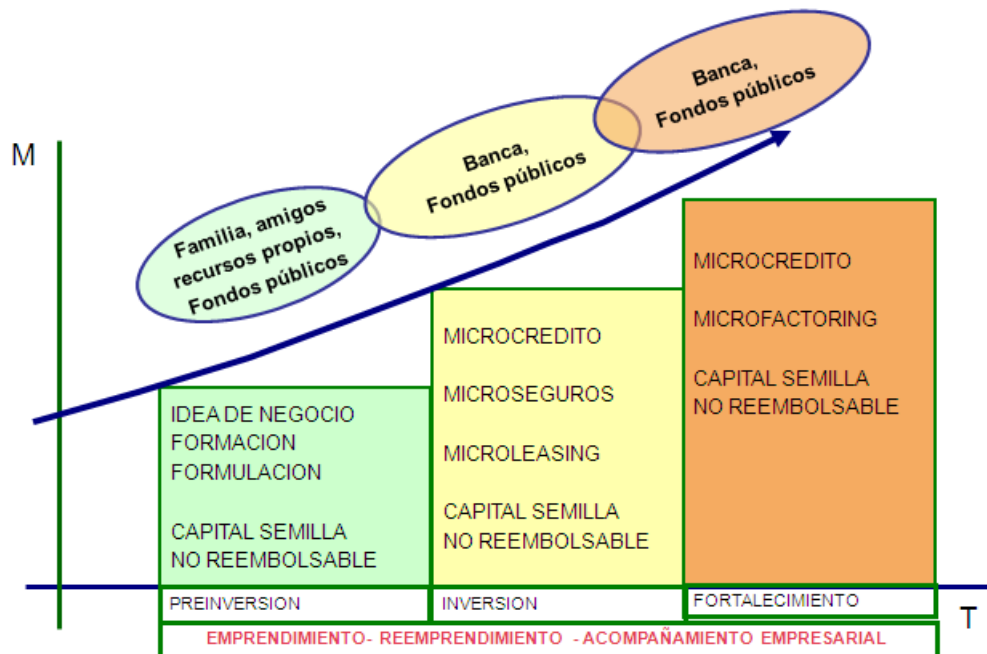 M
Familia, amigos
recursos propios,
Fondos públicos
Banca,
Fondos públicos
Banca,
Fondos públicos
IDEA DE NEGOCIO
FORMACION
FORMULACION
CAPITAL SEMILLA
NO REEMBOLSABLE
MICROCREDITO
MICROSEGUROS
MICROLEASING
CAPITAL SEMILLA
NO REEMBOLSABLE
MICROCREDITO
MICROFACTORING
CAPITAL SEMILLA
NO REEMBOLSABLE
PREINVERSION
INVERSION
FORTALECIMIENTO
T
EMPRENDIMIENTO- REEMPRENDIMIENTO - ACOMPAÑAMIENTO EMPRESARIAL